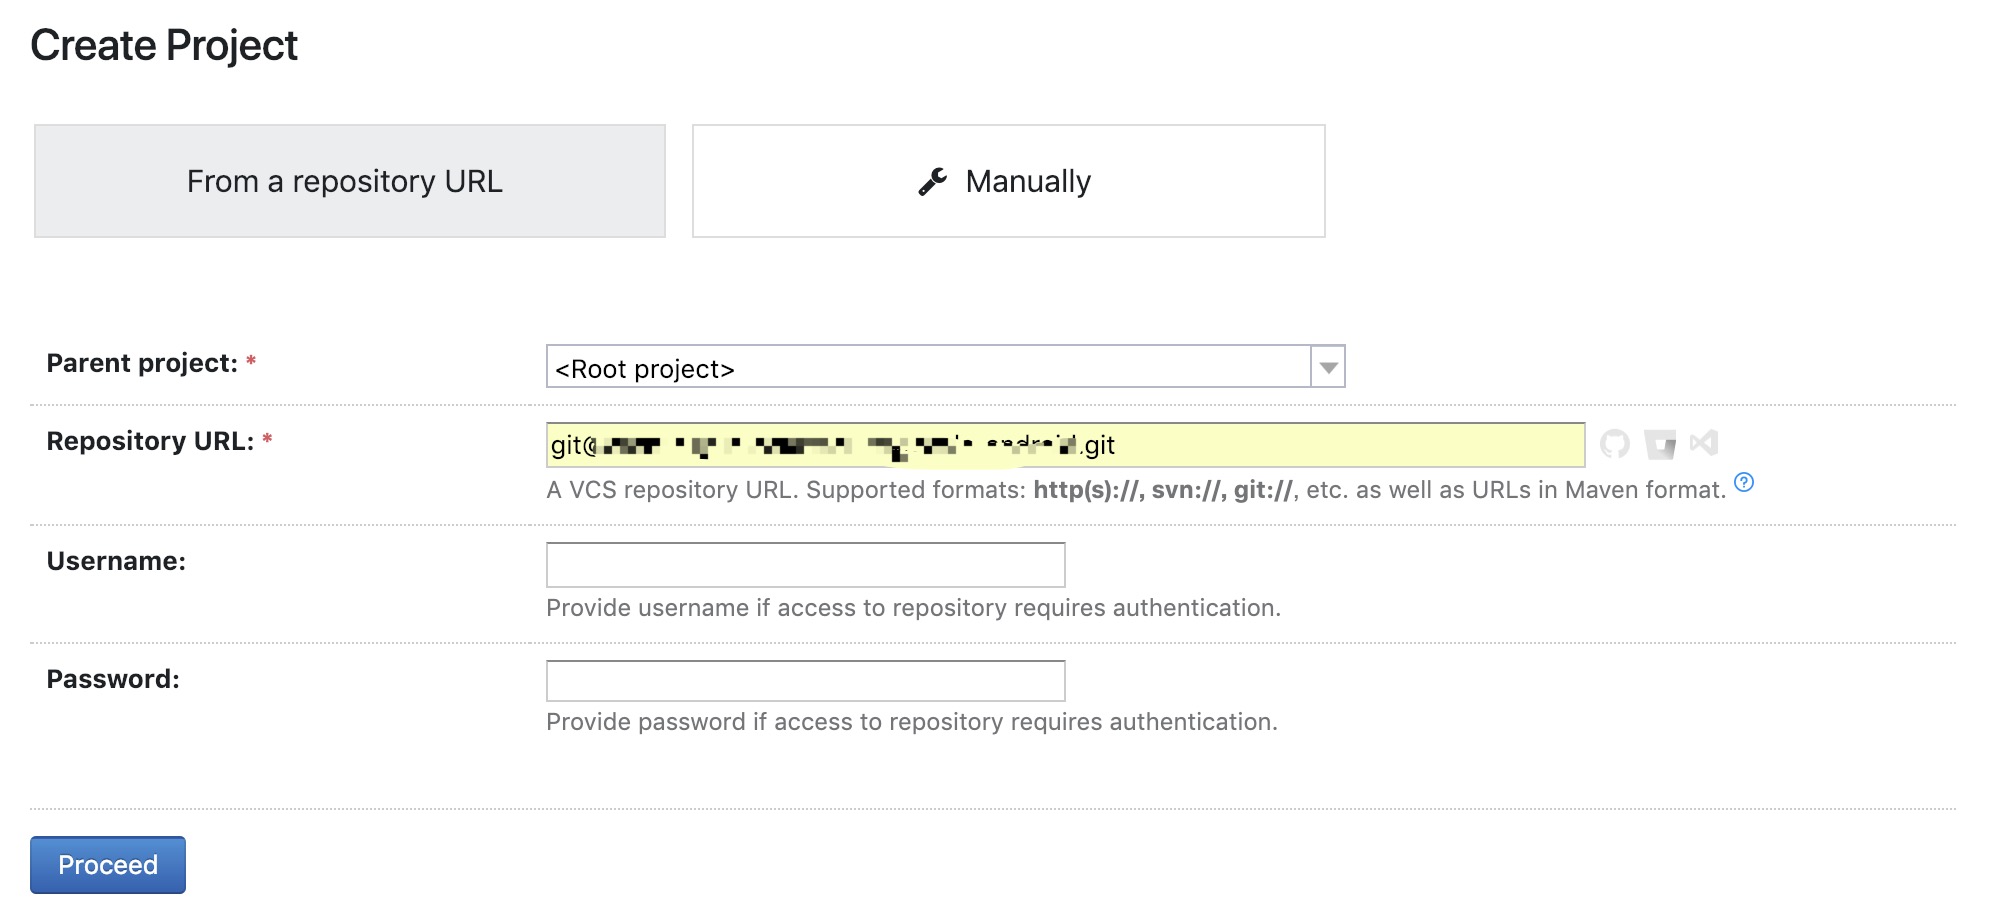 Create Project
From a repository URL
Manually
Parent project: *
<Root project>
Repository URL: *
git@ .git
A VCS repository URL. Supported formats: http(s)://, svn://, git://, etc. as well as URLs in Maven format. ?
Username:
Provide username if access to repository requires authentication.
Password:
Provide password if access to repository requires authentication.
Proceed